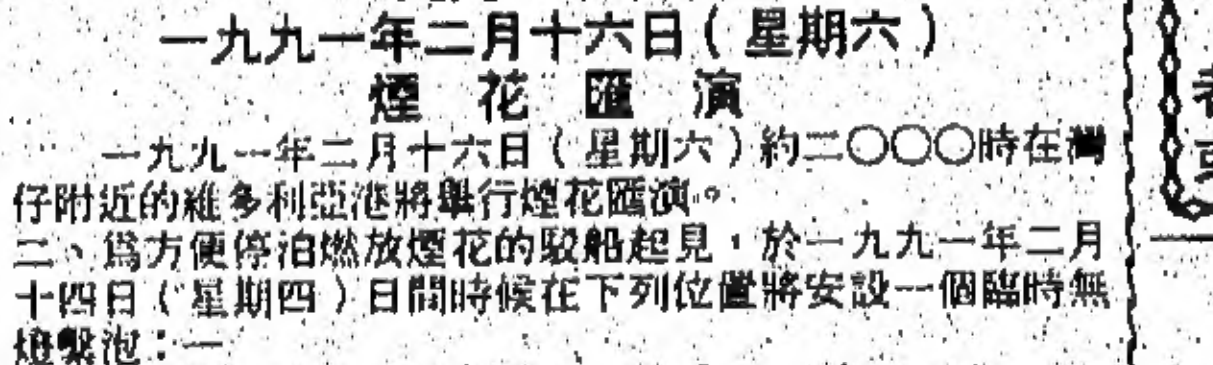 一九九一年二月十六日(星期六)
煙花匯演
一九九一年二月十六日(星期六)約二〇〇〇時在灣
仔附近的維多利亞港將舉行煙花匯演。
二、爲方便停泊燃放煙花的駁船起見,於一九九一年二月
十四日(星期四)日間時候在下列位置將安設一個臨時無
燈繫泡:—